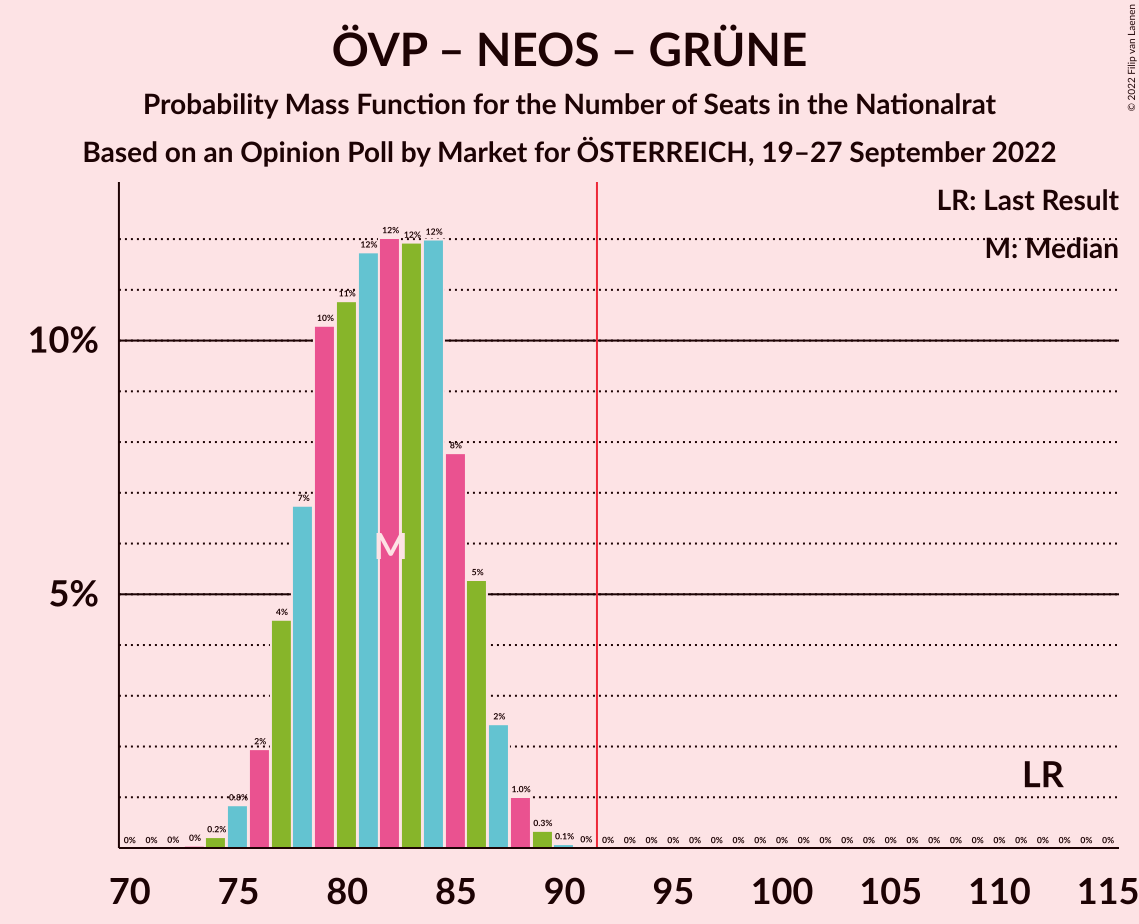 © 2022 Filip van Laenen
ÖVP – NEOS – GRÜNE
Probability Mass Function for the Number of Seats in the Nationalrat
Based on an Opinion Poll by Market for ÖSTERREICH, 19–27 September 2022
LR: Last Result
M: Median
10%
5%
0% 0% 0% 0% 0.2% 0.8% 2% 4% 7% 10% 11% 12% 12% 12% 12% 8% 5% 2% 1.0% 0.3% 0.1% 0% 0% 0% 0% 0% 0% 0% 0% 0% 0% 0% 0% 0% 0% 0% 0% 0% 0% 0% 0% 0% 0% 0% 0% 0%
M
LR
70 75 80 85 90 95 100 105 110 115